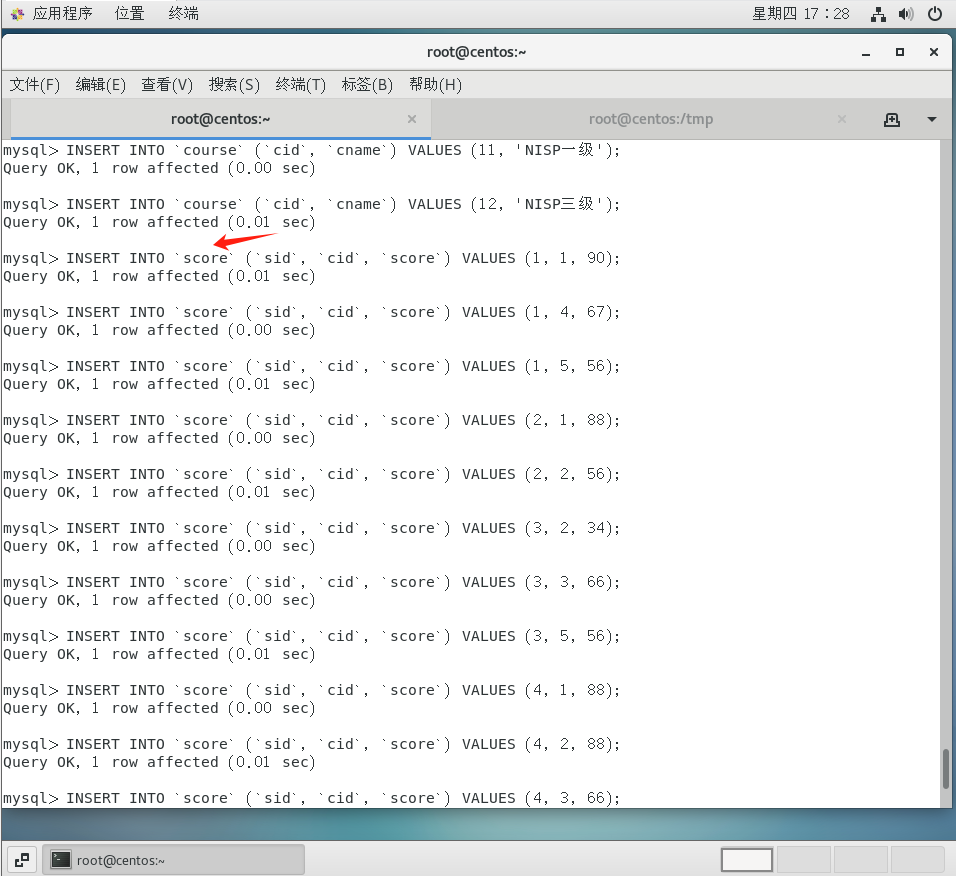 应用程序 位置 终端 星期四 17：28
root@centos:~
文件(F) 编辑(E) 查看(V) 搜索(S) 终端(T) 标签(B) 帮助(H)
root@centos:~ × root@centos:/tmp ×
mysql> INSERT INTO `course` (`cid`, `cname`) VALUES (11, 'NISP一级');
Query OK, 1 row affected (0.00 sec)
mysql> INSERT INTO `course` (`cid`, `cname`) VALUES (12, 'NISP三级');
Query OK, 1 row affected (0.01 sec)
mysql> INSERT INTO `score` (`sid`, `cid`, `score`) VALUES (1, 1, 90);
Query OK, 1 row affected (0.01 sec)
mysql> INSERT INTO `score` (`sid`, `cid`, `score`) VALUES (1, 4, 67);
Query OK, 1 row affected (0.00 sec)
mysql> INSERT INTO `score` (`sid`, `cid`, `score`) VALUES (1, 5, 56);
Query OK, 1 row affected (0.01 sec)
mysql> INSERT INTO `score` (`sid`, `cid`, `score`) VALUES (2, 1, 88);
Query OK, 1 row affected (0.00 sec)
mysql> INSERT INTO `score` (`sid`, `cid`, `score`) VALUES (2, 2, 56);
Query OK, 1 row affected (0.01 sec)
mysql> INSERT INTO `score` (`sid`, `cid`, `score`) VALUES (3, 2, 34);
Query OK, 1 row affected (0.00 sec)
mysql> INSERT INTO `score` (`sid`, `cid`, `score`) VALUES (3, 3, 66);
Query OK, 1 row affected (0.00 sec)
mysql> INSERT INTO `score` (`sid`, `cid`, `score`) VALUES (3, 5, 56);
Query OK, 1 row affected (0.01 sec)
mysql> INSERT INTO `score` (`sid`, `cid`, `score`) VALUES (4, 1, 88);
Query OK, 1 row affected (0.00 sec)
mysql> INSERT INTO `score` (`sid`, `cid`, `score`) VALUES (4, 2, 88);
Query OK, 1 row affected (0.01 sec)
mysql> INSERT INTO `score` (`sid`, `cid`, `score`) VALUES (4, 3, 66);
root@centos:~